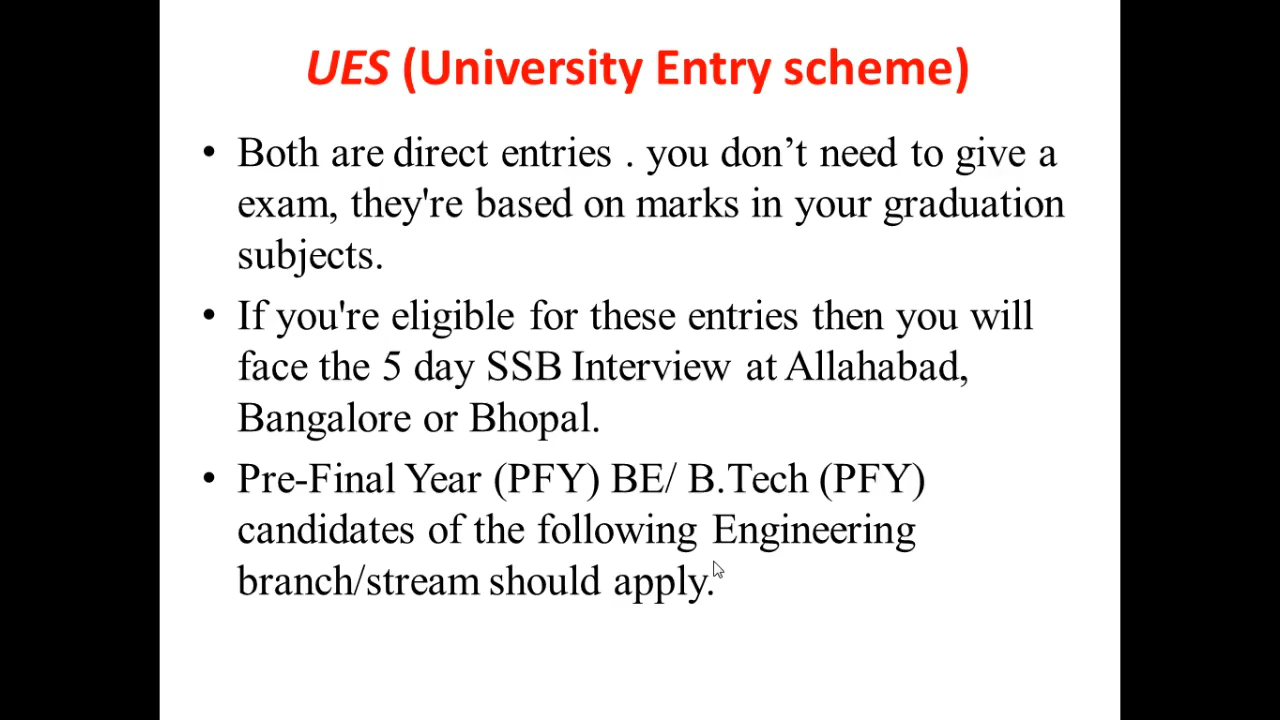 UES (University Entry scheme)
• Both are direct entries . you don’t need to give a
exam, they're based on marks in your graduation
subjects.
• If you're eligible for these entries then you will
face the 5 day SSB Interview at Allahabad,
Bangalore or Bhopal.
• Pre-Final Year (PFY) BE/ B.Tech (PFY)
candidates of the following Engineering
branch/stream should apply.